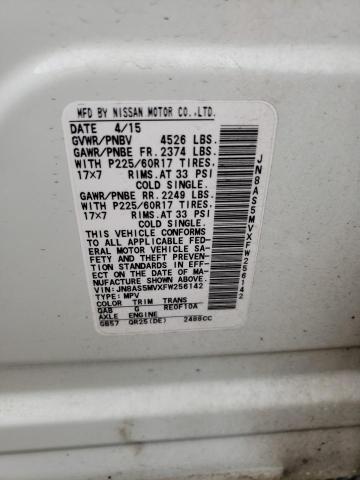 MFD BY NISSAN MOTOR CO.,LTD.
DATE 4/15
GVWR/PNBV 4526 LBS.
GAWR/PNBE FR. 2374 LBS.
WITH P225/60R17 TIRES.
17×7 RIMS.AT 33 PSI
COLD SINGLE.
GAWR/PNBE RR. 2249 LBS.
WITH P225/60R17 TIRES.
17×7 RIMS.AT 33 PSI
COLD SINGLE.
THIS VEHICLE CONFORMS
TO ALL APPLICABLE FED-
ERAL MOTOR VEHICLE SA-
FETY AND THEFT PREVENTION
STANDARDS IN EFF-
ECT ON THE DATE OF
MANUFACTURE SHOWN ABOVE.
VIN:JN8AS5MVXFW256142
TYPE: MPV
COLOR TRIM TRANS
QAB G RE0F10A
AXLE ENGINE
GB57 QR25(DE) 2488CC
JN8AS5MVXFW256142